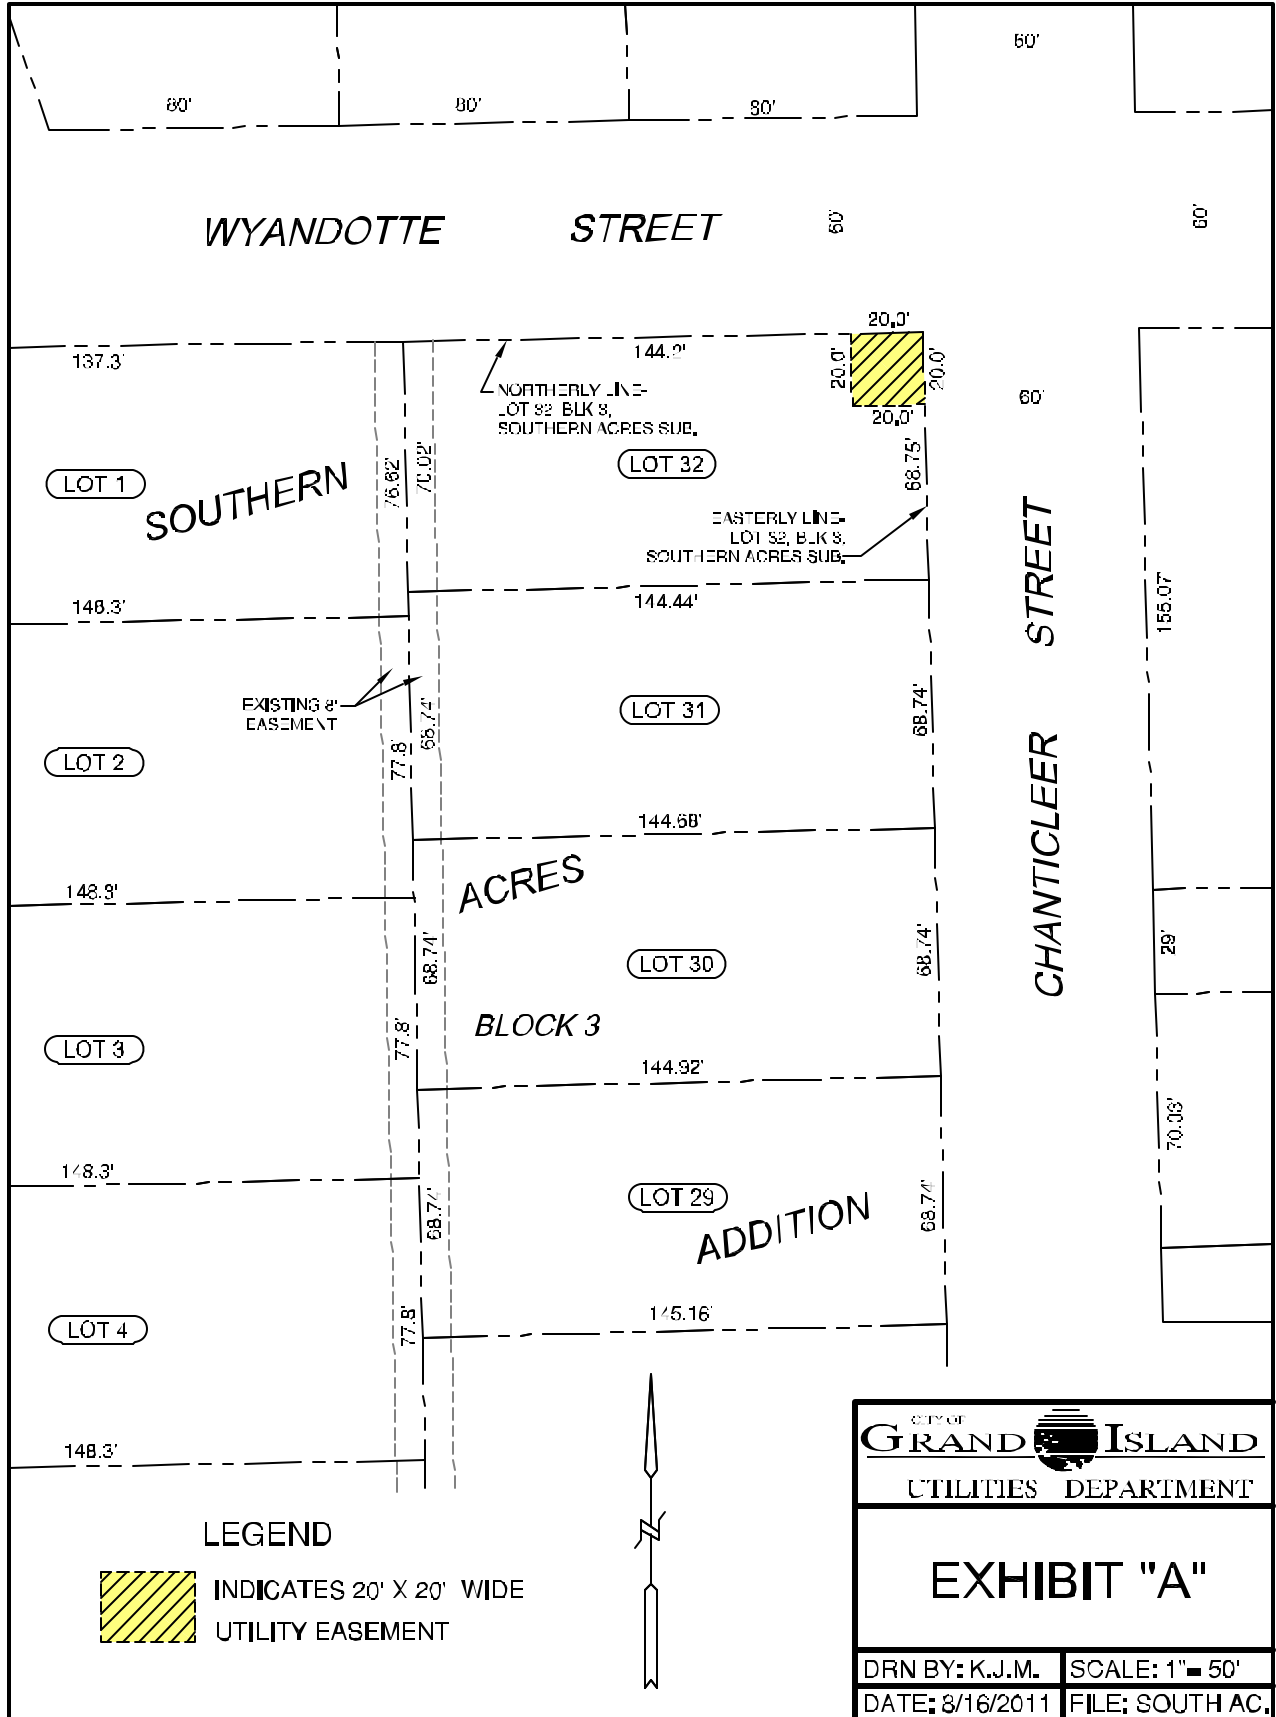 60'
80'
80'
80'
WYANDOTTE STREET
60'
60'
20.0'
137.3'
144.2'
20.0'
20.0'
20.0'
60'
NORTHERLY LINE-
LOT 32 BLK 3,
SOUTHERN ACRES SUB.
LOT 1
SOUTHERN
76.62'
70.02'
LOT 32
68.75'
EASTERLY LINE-
LOT 32, BLK 3,
SOUTHERN ACRES SUB.
148.3'
144.44'
CHANTICLEER STREET
155.07'
EXISTING 8'
EASEMENT
68.74'
77.8'
LOT 31
68.74'
LOT 2
144.68'
148.3'
ACRES
68.74'
LOT 30
68.74'
29'
77.8'
BLOCK 3
LOT 3
144.92'
148.3'
68.74'
LOT 29
68.74'
ADDITION
LOT 4
77.8'
145.16'
148.3'
LEGEND
INDICATES 20' X 20' WIDE
UTILITY EASEMENT
CITY OF
GRAND ISLAND
UTILITIES DEPARTMENT
EXHIBIT "A"
DRN BY: K.J.M.
SCALE: 1"= 50'
DATE: 8/16/2011
FILE: SOUTH AC.